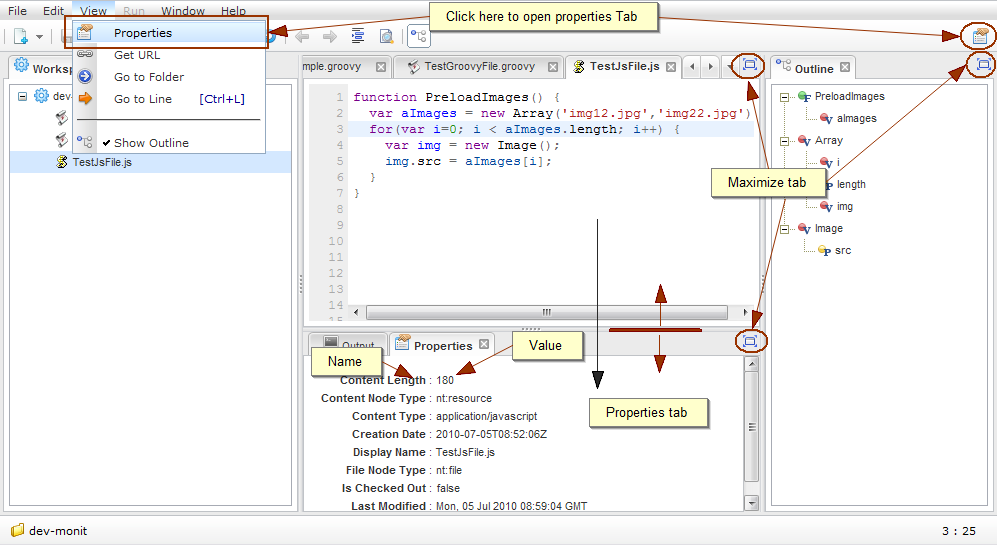 File Edit View Run Window Help
Click here to open properties Tab
Properties
Get URL
Go to Folder
Go to Line [Ctrl+L]
Show Outline
Worksp
dev-
TestJsFile.js
mple.groovy
TestGroovyFile.groovy
TestJsFile.js
1 function PreloadImages() {
2 var aImages = new Array('img12.jpg','img22.jpg')
3 for(var i=0; i < aImages.length; i++) {
4 var img = new Image();
5 img.src = aImages[i];
6 }
7 }
8
9
10
11
12
13
14
15
Outline
PreloadImages
aImages
Array
i
length
img
Image
src
Maximize tab
Output
Properties
Name
Value
Properties tab
Content Length : 180
Content Node Type : nt:resource
Content Type : application/javascript
Creation Date : 2010-07-05T08:52:06Z
Display Name : TestJsFile.js
File Node Type : nt:file
Is Checked Out : false
Last Modified : Mon, 05 Jul 2010 08:59:04 GMT
dev-monit
3 : 25